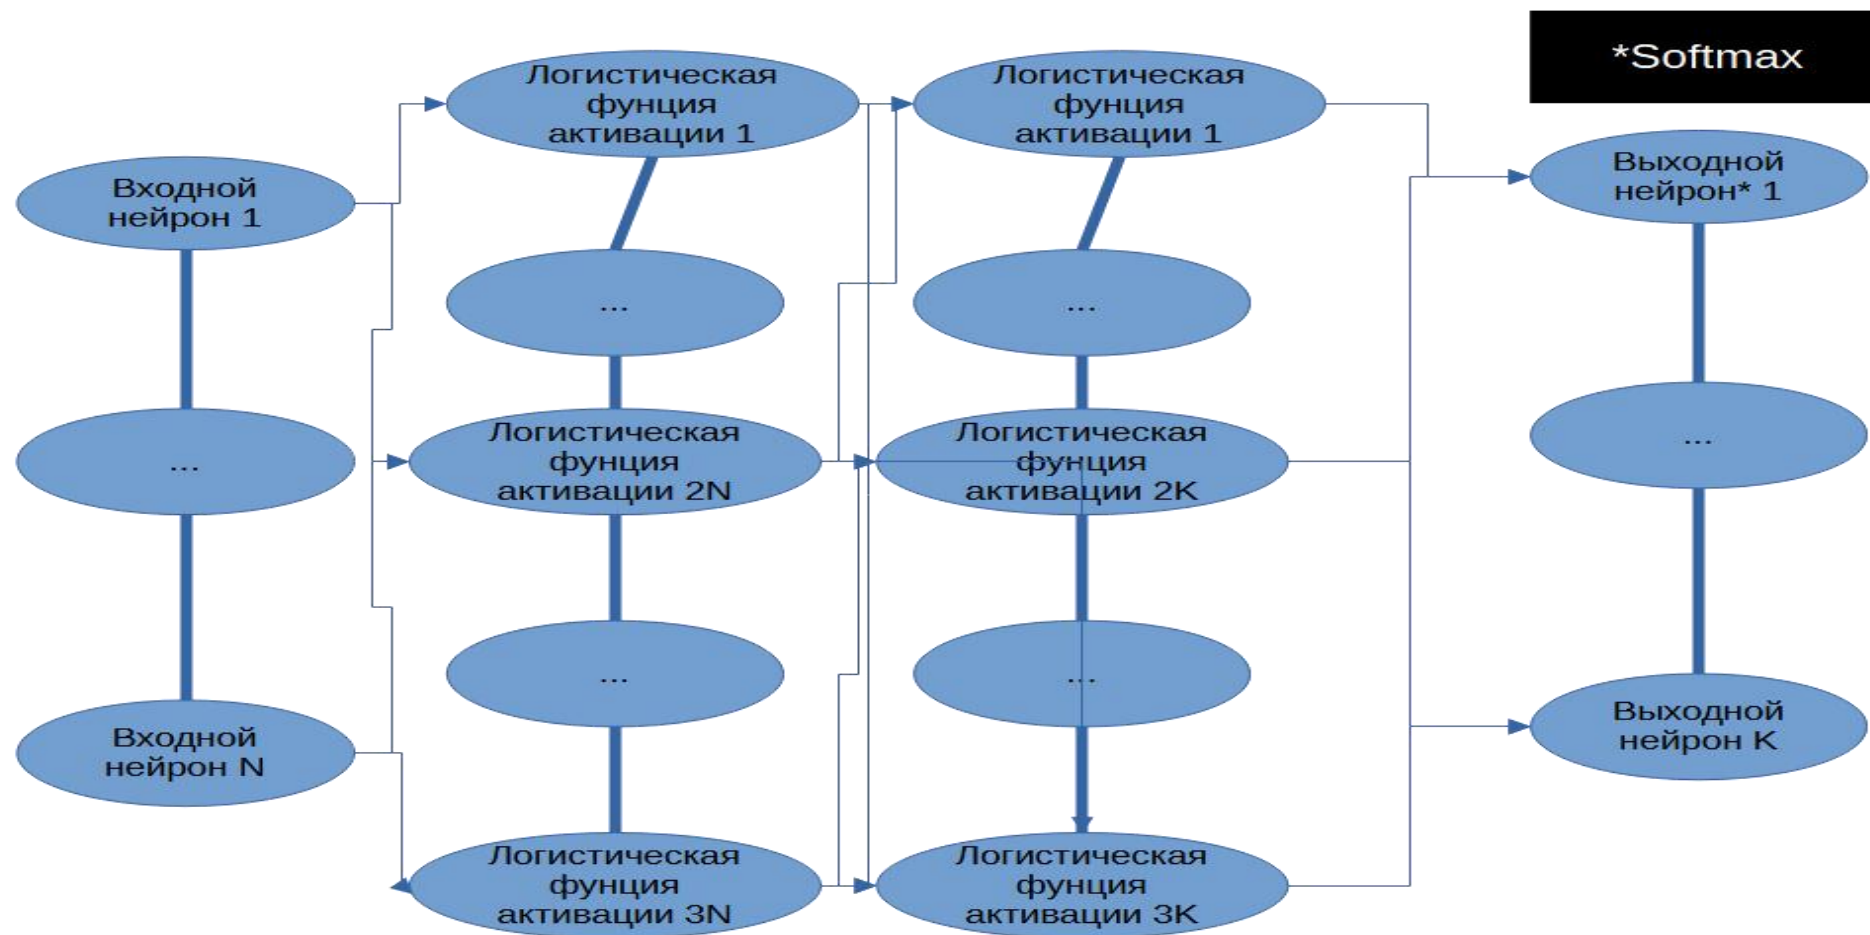 *Softmax
Входной
нейрон 1
...
Входной
нейрон N
Логистическая
фунция
активации 1
...
Логистическая
фунция
активации 2N
...
Логистическая
фунция
активации 3N
Логистическая
фунция
активации 1
...
Логистическая
фунция
активации 2K
...
Логистическая
фунция
активации 3K
Выходной
нейрон* 1
...
Выходной
нейрон K